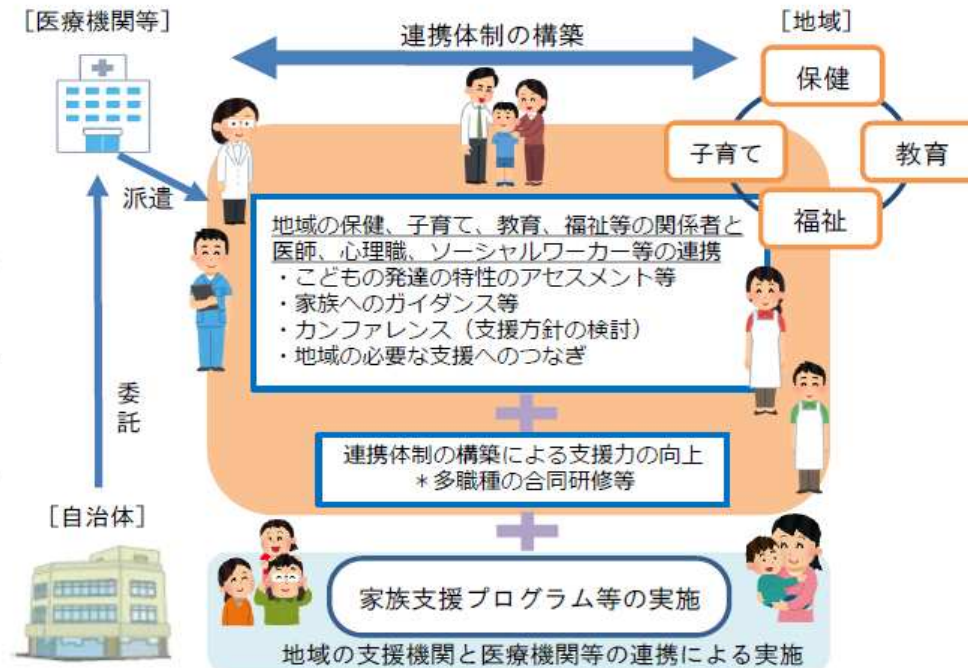 ［医療機関等］
連携体制の構築
［地域］
保健
子育て
教育
福祉
派遣
地域の保健、子育て、教育、福祉等の関係者と
医師、心理職、ソーシャルワーカー等の連携
・こどもの発達の特性のアセスメント等
・家族へのガイダンス等
・カンファレンス（支援方針の検討）
・地域の必要な支援へのつなぎ
委託
連携体制の構築による支援力の向上
＊多職種の合同研修等
［自治体］
家族支援プログラム等の実施
地域の支援機関と医療機関等の連携による実施